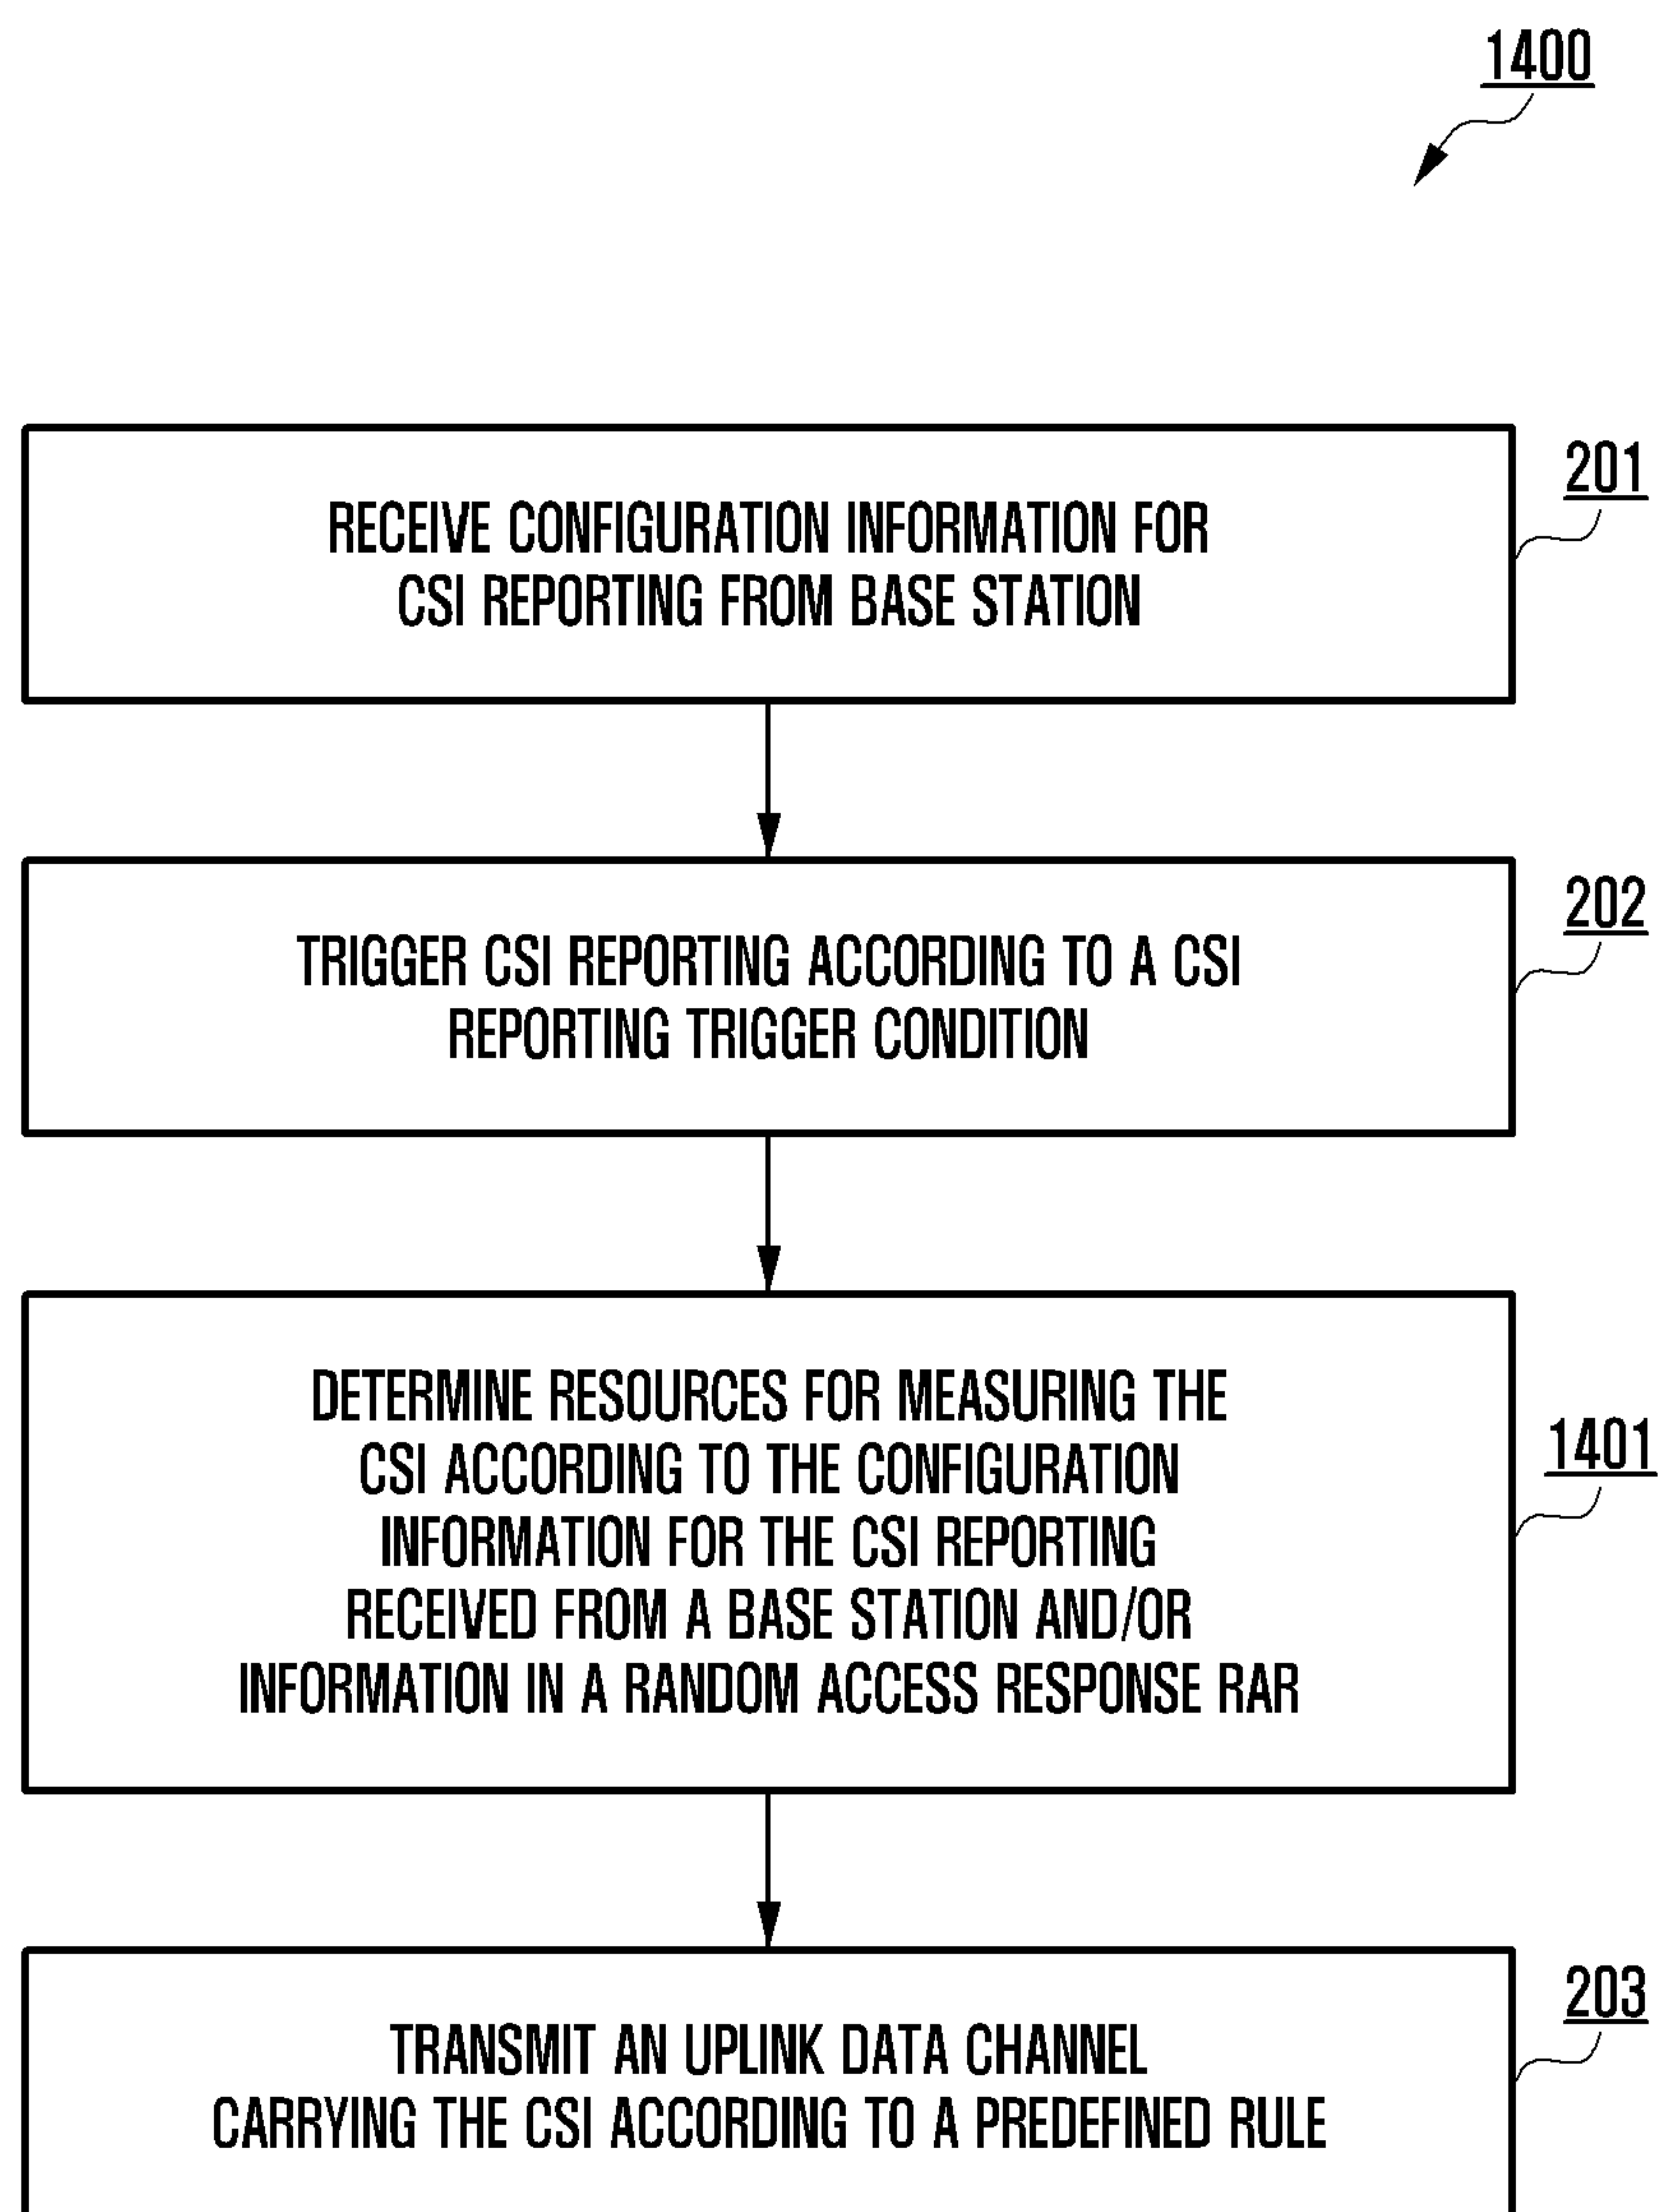 1400
201
RECEIVE CONFIGURATION INFORMATION FOR
CSI REPORTING FROM BASE STATION
202
TRIGGER CSI REPORTING ACCORDING TO A CSI
REPORTING TRIGGER CONDITION
DETERMINE RESOURCES FOR MEASURING THE
CSI ACCORDING TO THE CONFIGURATION
INFORMATION FOR THE CSI REPORTING
RECEIVED FROM A BASE STATION AND/OR
INFORMATION IN A RANDOM ACCESS RESPONSE RAR
1401
203
TRANSMIT AN UPLINK DATA CHANNEL
CARRYING THE CSI ACCORDING TO A PREDEFINED RULE